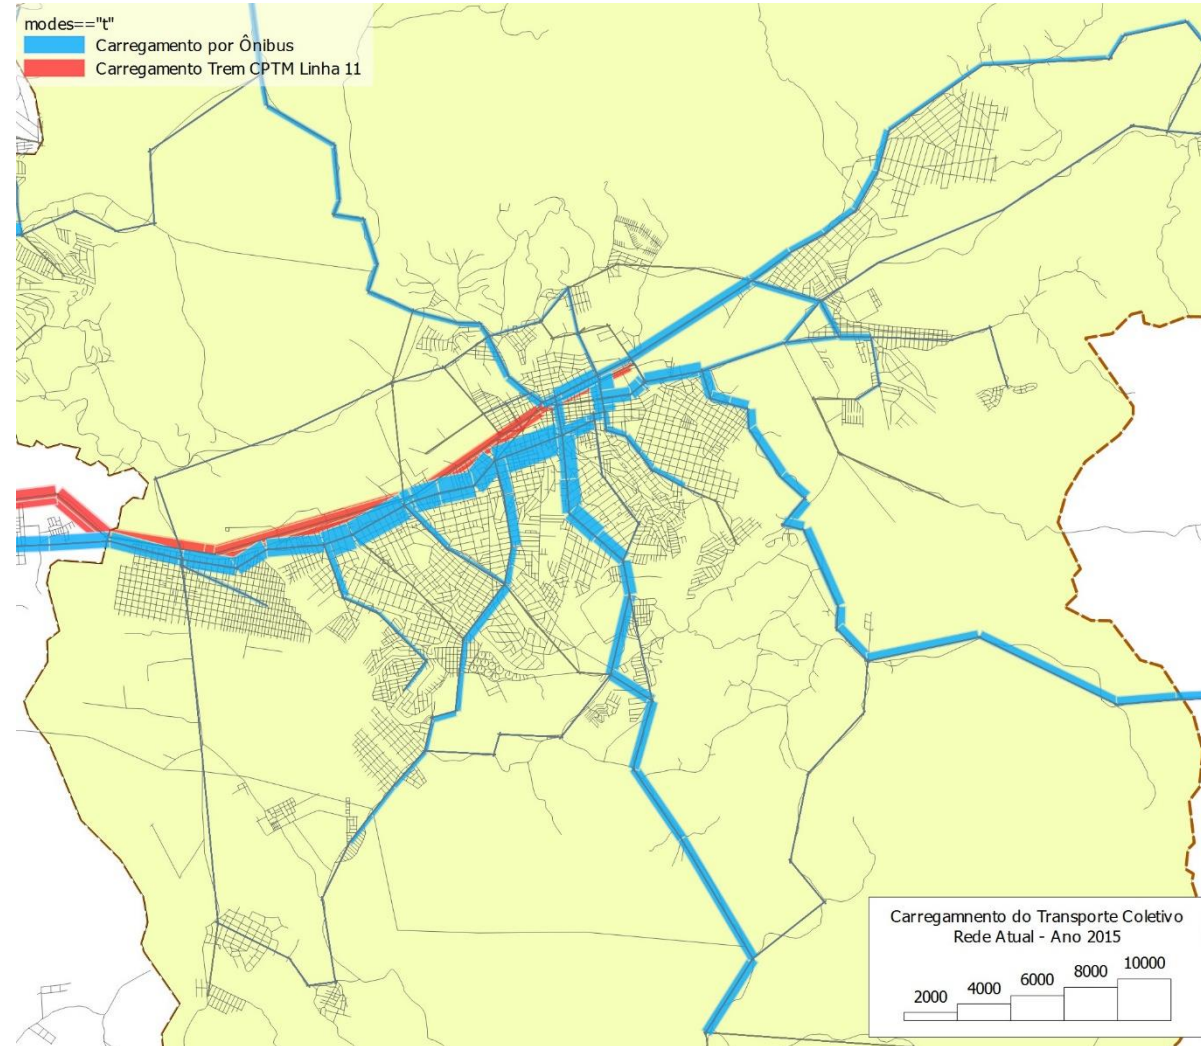 modes=="t"
Carregamento por Ônibus
Carregamento Trem CPTM Linha 11
Carregamnento do Transporte Coletivo
Rede Atual - Ano 2015
2000 4000 6000 8000 10000